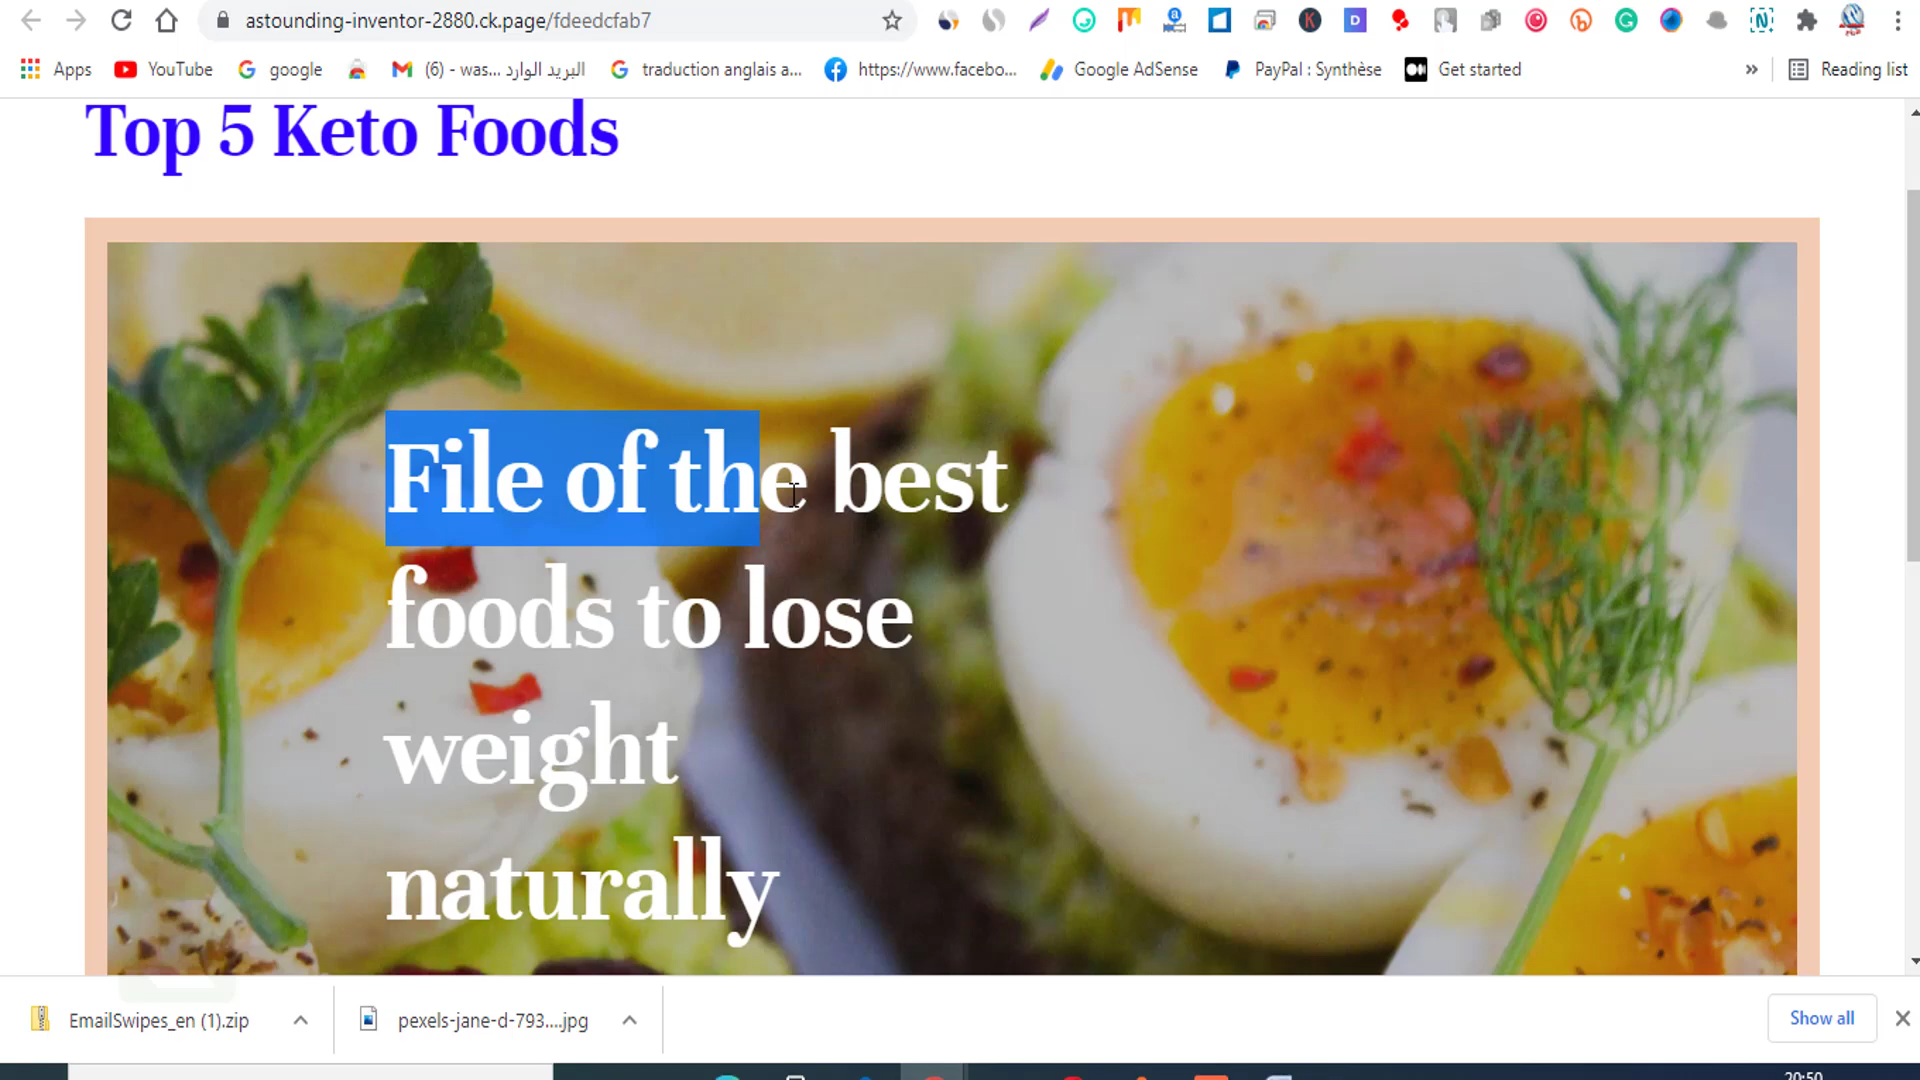 astounding-inventor-2880.ck.page/fdeedcfab7
Apps
YouTube
google
(6) - was... البريد الوارد
traduction anglais a...
https://www.facebo...
Google AdSense
PayPal : Synthèse
Get started
»
Reading list
Top 5 Keto Foods
File of the best
foods to lose
weight
naturally
EmailSwipes_en (1).zip
pexels-jane-d-793....jpg
Show all
20:50